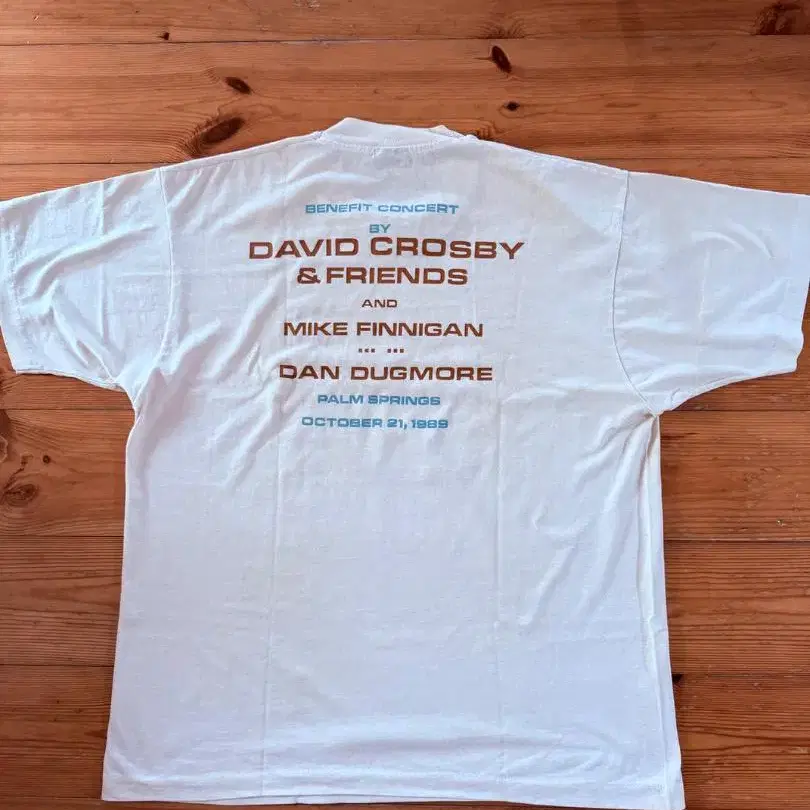 BENEFIT CONCERT
BY
DAVID CROSBY
& FRIENDS
AND
MIKE FINNIGAN
DAN DUGMORE
PALM SPRINGS
OCTOBER 21, 1989